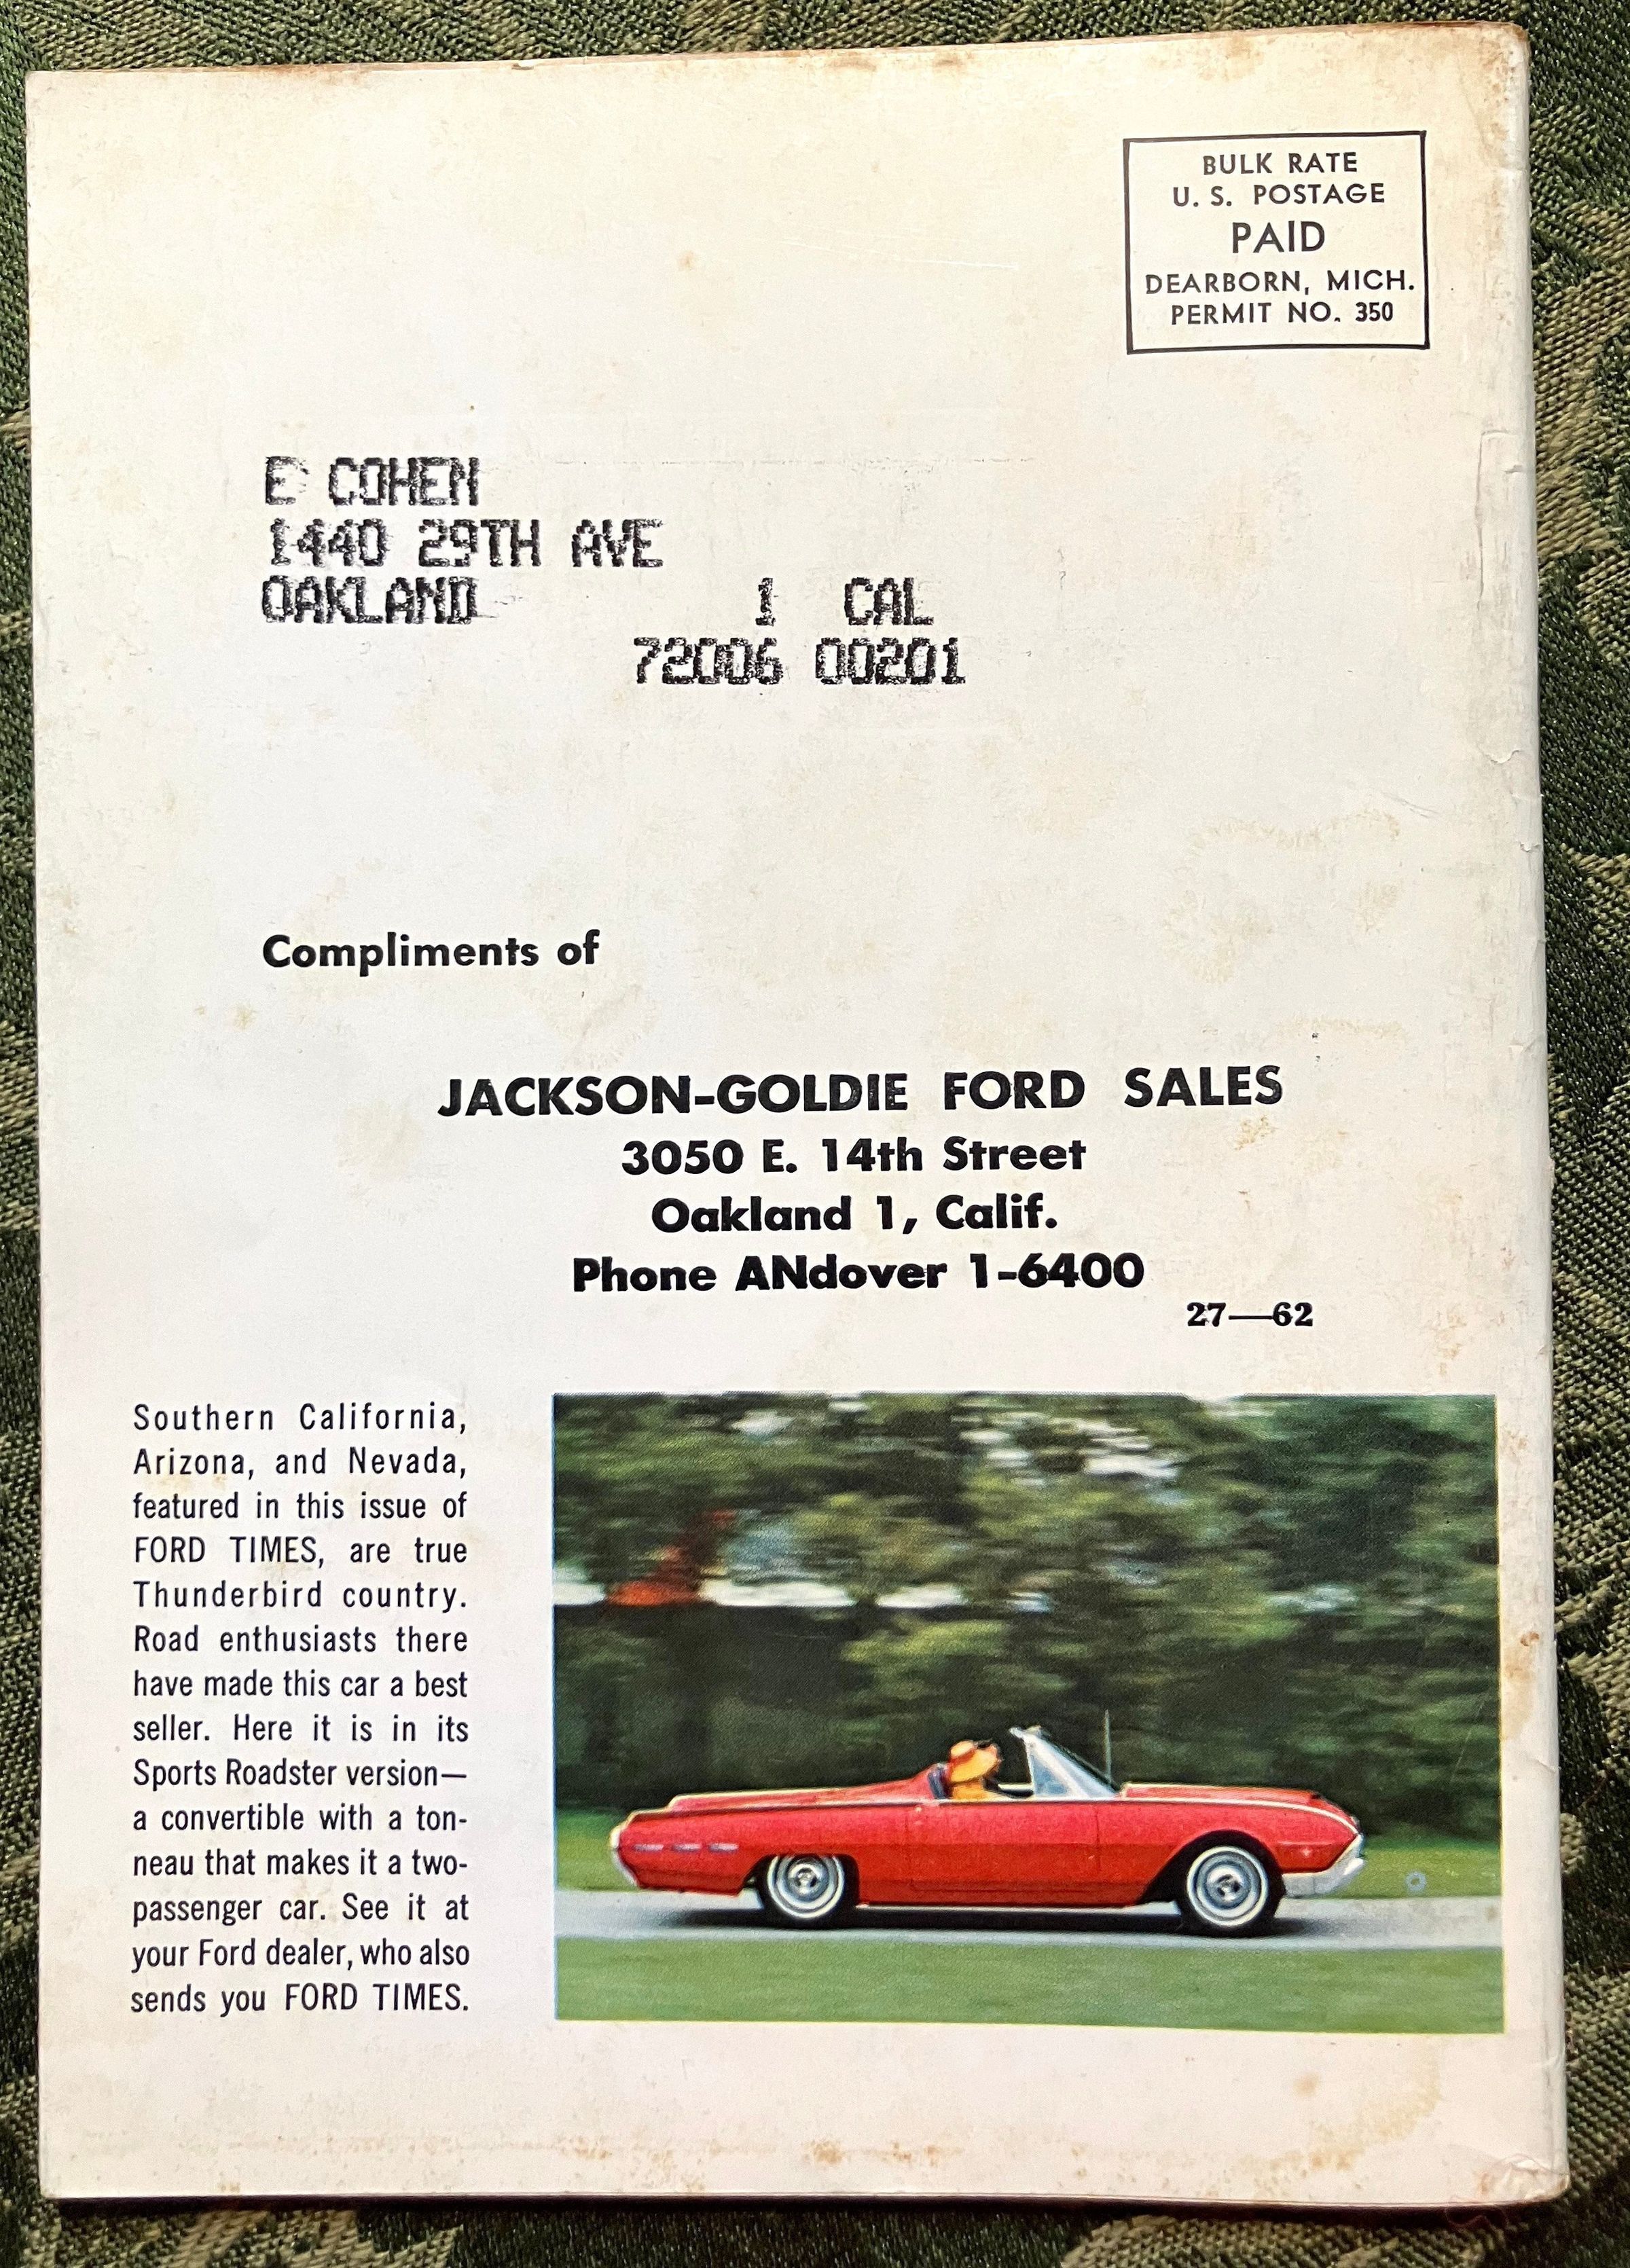 BULK RATE
U. S. POSTAGE
PAID
DEARBORN, MICH.
PERMIT NO. 350
E COHEN
1440 29TH AVE
OAKLAND 1 CAL
72006 00201
Compliments of
JACKSON-GOLDIE FORD SALES
3050 E. 14th Street
Oakland 1, Calif.
Phone ANdover 1-6400
27—62
Southern California,
Arizona, and Nevada,
featured in this issue of
FORD TIMES, are true
Thunderbird country.
Road enthusiasts there
have made this car a best
seller. Here it is in its
Sports Roadster version—
a convertible with a ton-
neau that makes it a two-
passenger car. See it at
your Ford dealer, who also
sends you FORD TIMES.